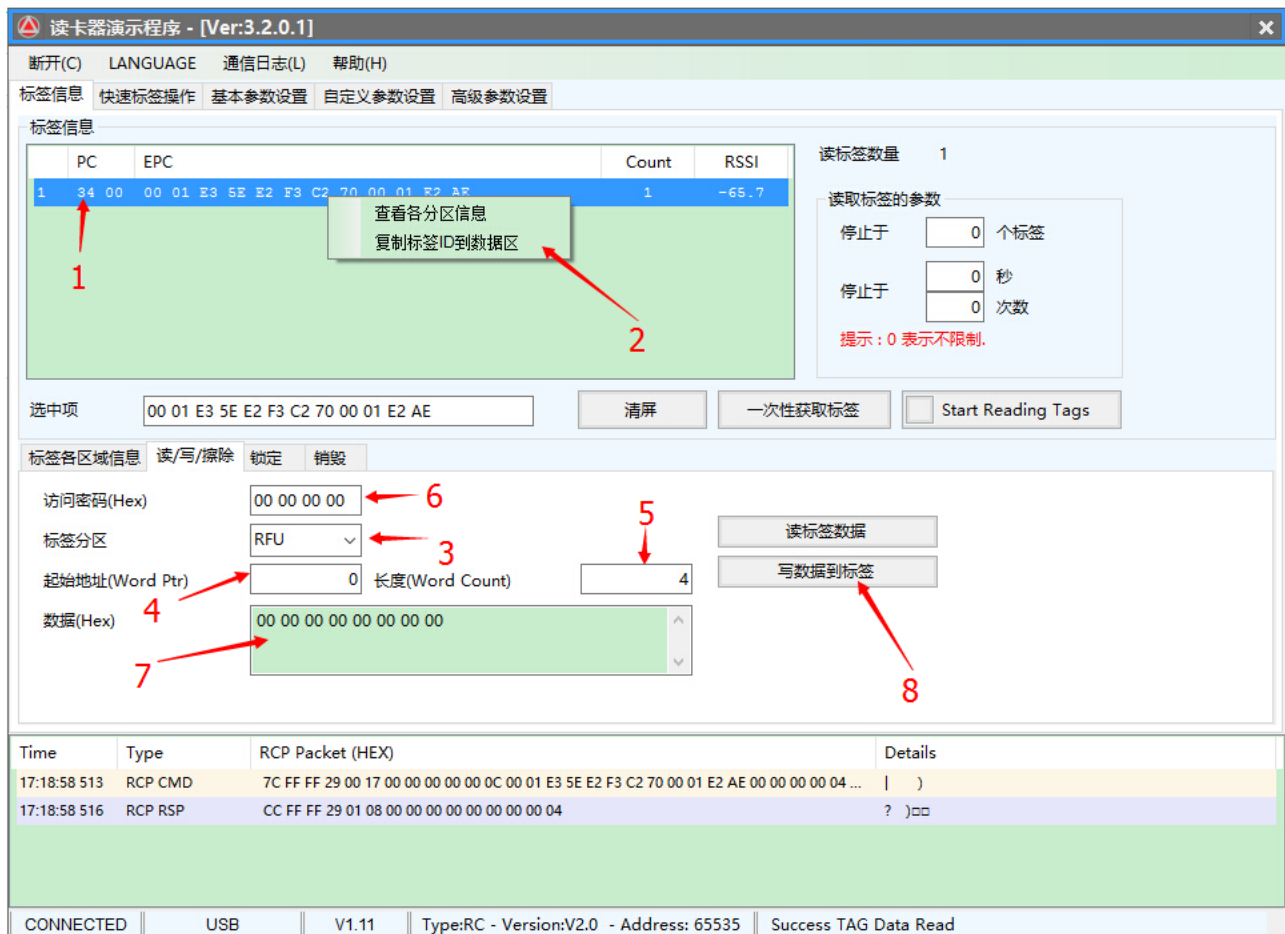 读卡器演示程序 - [Ver:3.2.0.1]
断开(C) LANGUAGE 通信日志(L) 帮助(H)
标签信息 快速标签操作 基本参数设置 自定义参数设置 高级参数设置
标签信息
PC EPC Count RSSI
1 34 00 00 01 E3 5E E2 F3 C2 70 00 01 E2 AE 1 -65.7
查看各分区信息
复制标签ID到数据区
1
2
读标签数量 1
读取标签的参数
停止于 0 个标签
停止于 0 秒
0 次数
提示：0 表示不限制.
选中项 00 01 E3 5E E2 F3 C2 70 00 01 E2 AE 清屏 一次性获取标签 Start Reading Tags
标签各区域信息 读/写/擦除 锁定 销毁
访问密码(Hex) 00 00 00 00 6
标签分区 RFU 3 5 读标签数据
起始地址(Word Ptr) 0 长度(Word Count) 4 写数据到标签
4
数据(Hex) 00 00 00 00 00 00 00 00
7
8
Time Type RCP Packet (HEX) Details
17:18:58 513 RCP CMD 7C FF FF 29 00 17 00 00 00 00 00 0C 00 01 E3 5E E2 F3 C2 70 00 01 E2 AE 00 00 00 00 04 ... | )
17:18:58 516 RCP RSP CC FF FF 29 01 08 00 00 00 00 00 00 00 00 04 ? )□□
CONNECTED USB V1.11 Type:RC - Version:V2.0 - Address: 65535 Success TAG Data Read